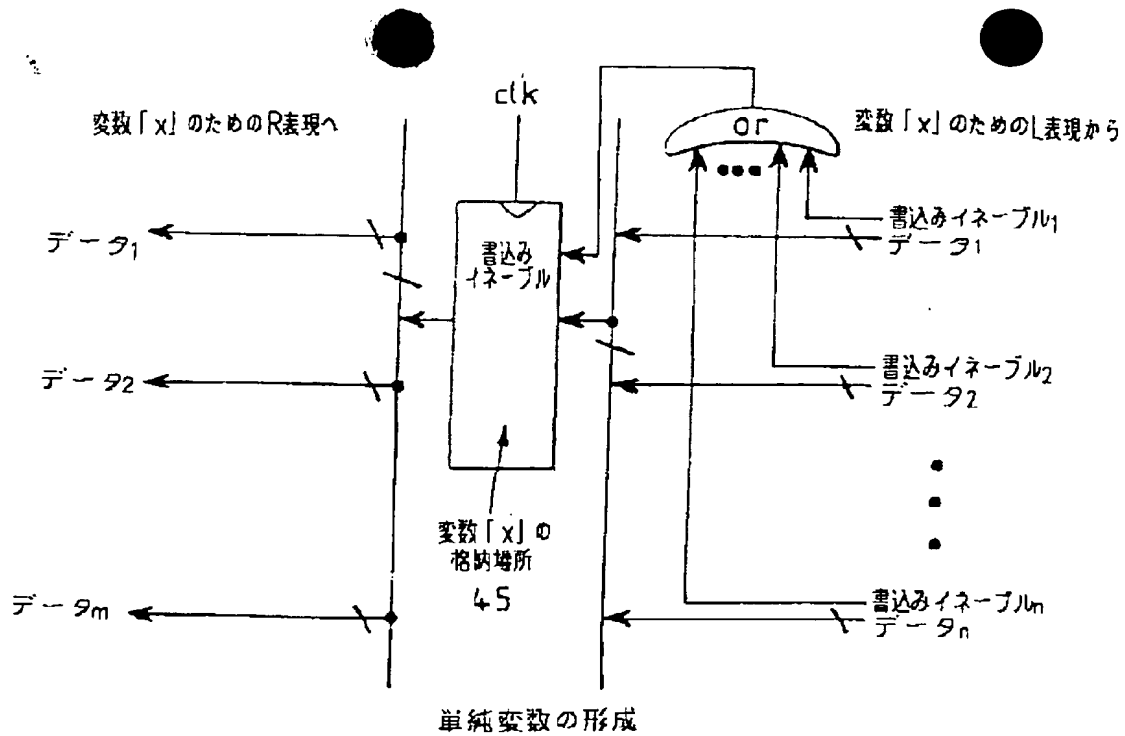 clk
変数「x」のためのR表現へ
or
変数「x」のためのL表現から
データ1
書込み
イネーブル
書込みイネーブル1
データ1
データ2
書込みイネーブル2
データ2
変数「x」の
格納場所
45
データm
書込みイネーブルn
データn
単純変数の形成